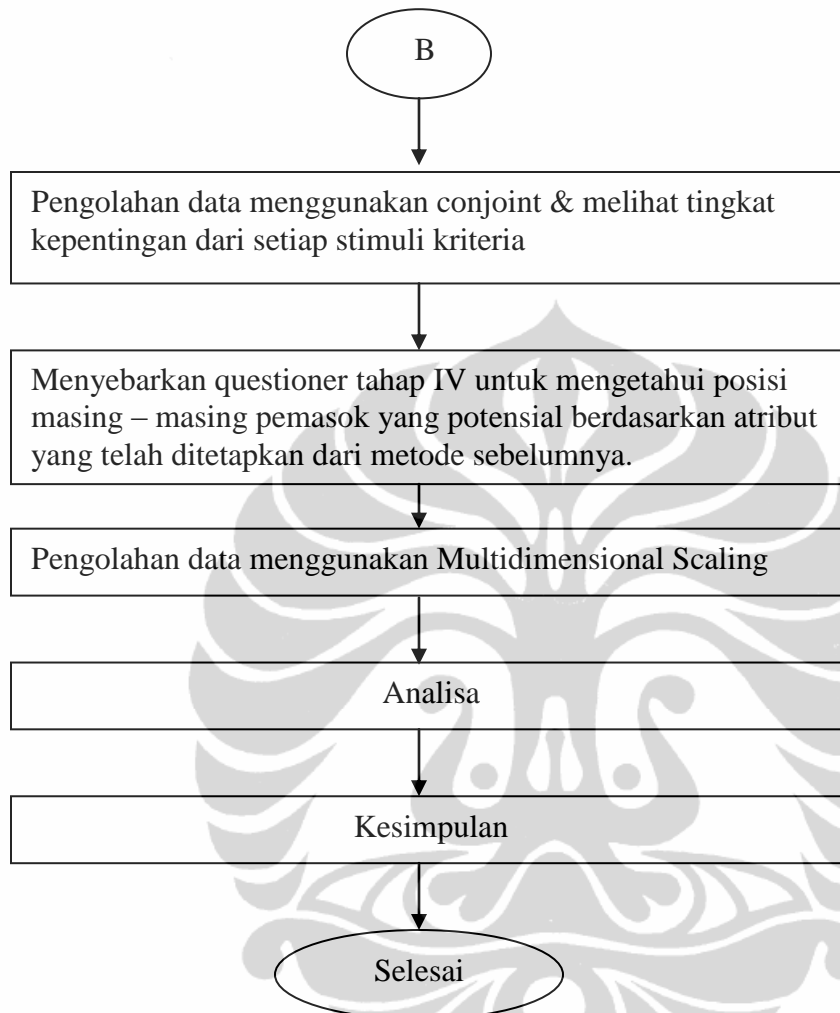 B
Pengolahan data menggunakan conjoint & melihat tingkat
kepentingan dari setiap stimuli kriteria
Menyebarkan questioner tahap IV untuk mengetahui posisi
masing – masing pemasok yang potensial berdasarkan atribut
yang telah ditetapkan dari metode sebelumnya.
Pengolahan data menggunakan Multidimensional Scaling
Analisa
Kesimpulan
Selesai